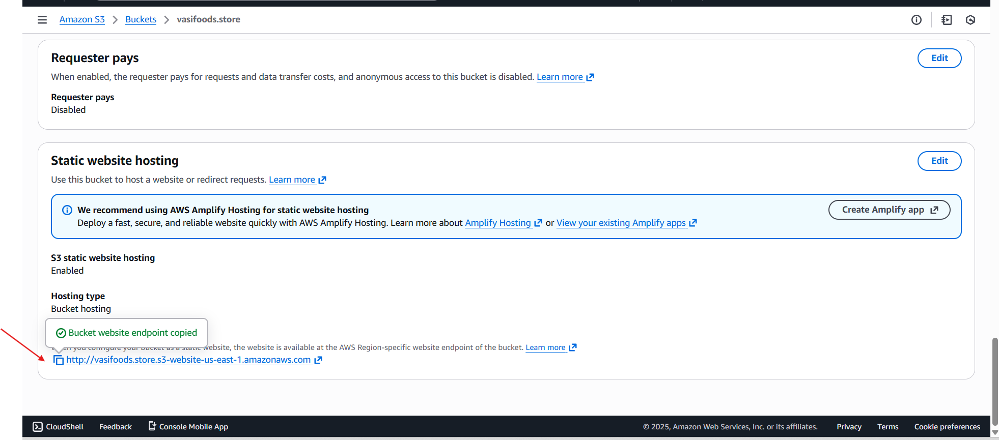 Amazon S3 > Buckets > vasifoods.store
Requester pays
Edit
When enabled, the requester pays for requests and data transfer costs, and anonymous access to this bucket is disabled. Learn more
Requester pays
Disabled
Static website hosting
Edit
Use this bucket to host a website or redirect requests. Learn more
We recommend using AWS Amplify Hosting for static website hosting
Create Amplify app
Deploy a fast, secure, and reliable website quickly with AWS Amplify Hosting. Learn more about Amplify Hosting or View your existing Amplify apps
S3 static website hosting
Enabled
Hosting type
Bucket hosting
Bucket website endpoint copied
When you configure your bucket as a static website, the website is available at the AWS Region-specific website endpoint of the bucket. Learn more
http://vasifoods.store.s3-website-us-east-1.amazonaws.com
CloudShell Feedback Console Mobile App © 2025, Amazon Web Services, Inc. or its affiliates. Privacy Terms Cookie preferences